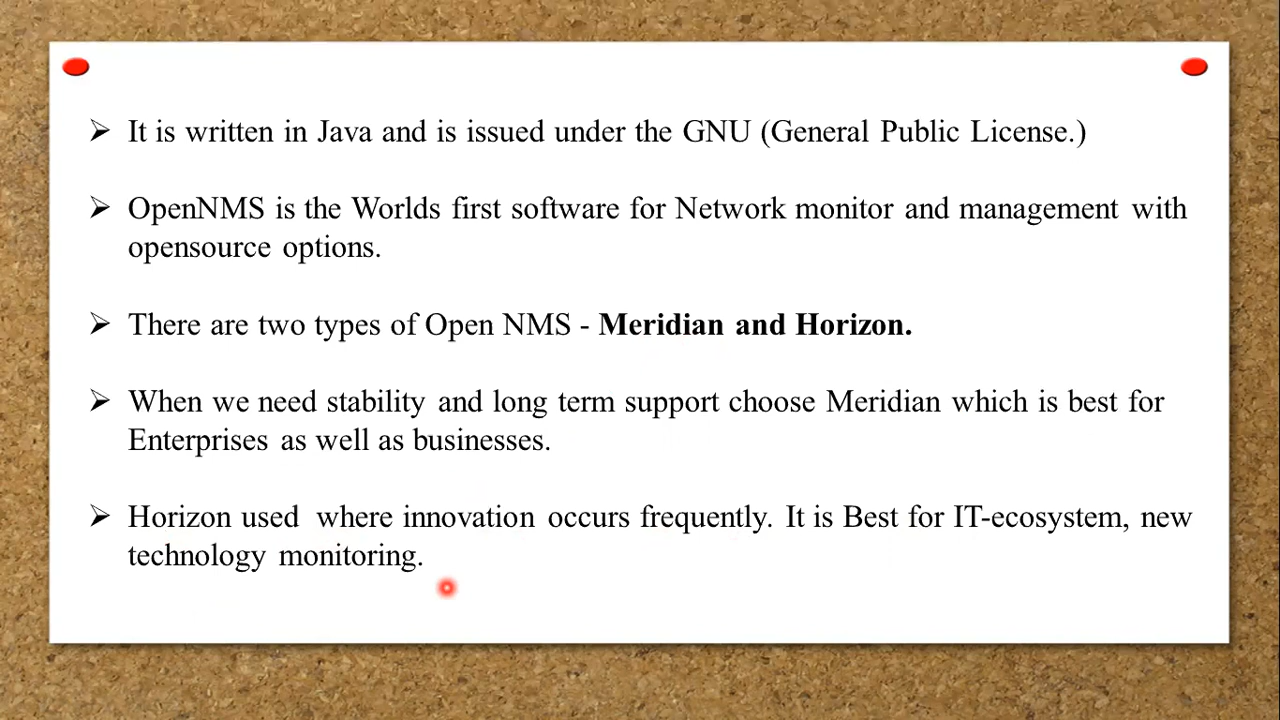 ➢ It is written in Java and is issued under the GNU (General Public License.)
➢ OpenNMS is the Worlds first software for Network monitor and management with
opensource options.
➢ There are two types of Open NMS - Meridian and Horizon.
➢ When we need stability and long term support choose Meridian which is best for
Enterprises as well as businesses.
➢ Horizon used where innovation occurs frequently. It is Best for IT-ecosystem, new
technology monitoring.